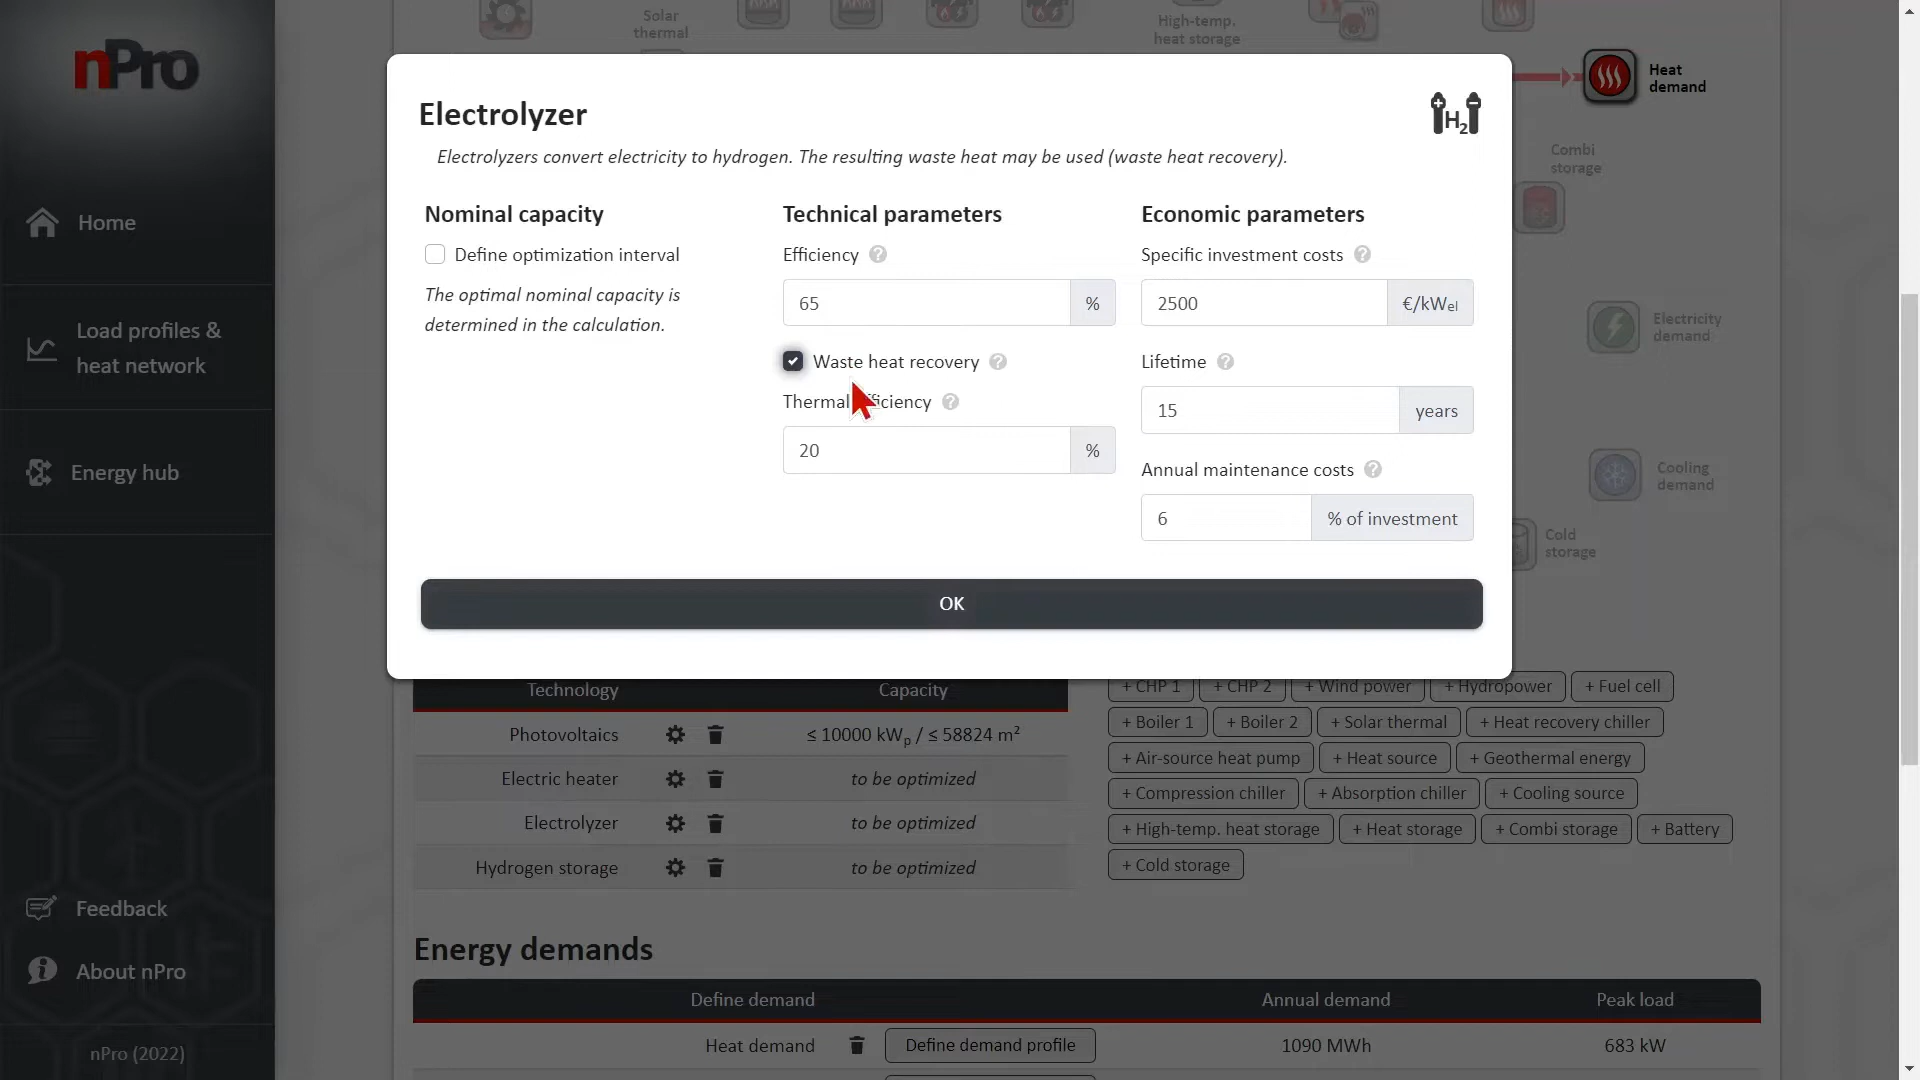 nPro
Home
Load profiles &
heat network
Energy hub
Feedback
About nPro
nPro (2022)
Solar
thermal
High-temp.
heat storage
Heat
demand
Combi
storage
Electricity
demand
Cooling
demand
Cold
storage
Electrolyzer
H2
Electrolyzers convert electricity to hydrogen. The resulting waste heat may be used (waste heat recovery).
Nominal capacity
Define optimization interval
The optimal nominal capacity is
determined in the calculation.
Technical parameters
Efficiency ?
65 %
Waste heat recovery ?
Thermal ?
20 %
Economic parameters
Specific investment costs ?
2500 €/kWel
Lifetime ?
15 years
Annual maintenance costs ?
6 % of investment
OK
Technology Capacity
Photovoltaics ≤ 10000 kWp / ≤ 58824 m²
Electric heater to be optimized
Electrolyzer to be optimized
Hydrogen storage to be optimized
+ CHP 1 + CHP 2 + Wind power + Hydropower + Fuel cell
+ Boiler 1 + Boiler 2 + Solar thermal + Heat recovery chiller
+ Air-source heat pump + Heat source + Geothermal energy
+ Compression chiller + Absorption chiller + Cooling source
+ High-temp. heat storage + Heat storage + Combi storage + Battery
+ Cold storage
Energy demands
Define demand Annual demand Peak load
Heat demand Define demand profile 1090 MWh 683 kW